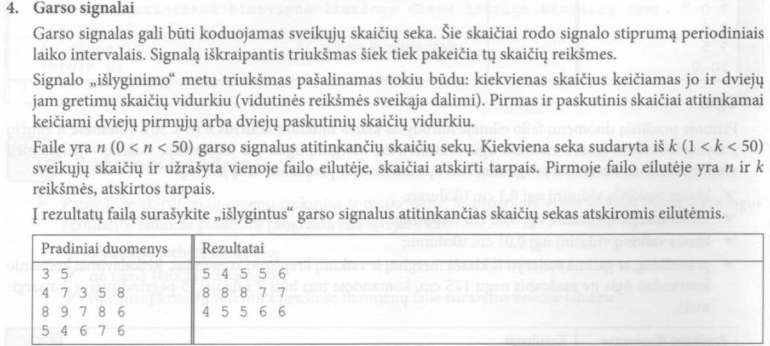 4. Garso signalai
Garso signalas gali būti koduojamas sveikųjų skaičių seka. Šie skaičiai rodo signalo stiprumą periodiniais
laiko intervalais. Signalą iškraipantis triukšmas šiek tiek pakeičia tų skaičių reikšmes.
Signalo „išlyginimo“ metu triukšmas pašalinamas tokiu būdu: kiekvienas skaičius keičiamas jo ir dviejų
jam gretimų skaičių vidurkiu (vidutinės reikšmės sveikąja dalimi). Pirmas ir paskutinis skaičiai atitinkamai
keičiami dviejų pirmųjų arba dviejų paskutinių skaičių vidurkiu.
Faile yra n (0 < n < 50) garso signalus atitinkančių skaičių sekų. Kiekviena seka sudaryta iš k (1 < k < 50)
sveikųjų skaičių ir užrašyta vienoje failo eilutėje, skaičiai atskirti tarpais. Pirmoje failo eilutėje yra n ir k
reikšmės, atskirtos tarpais.
Į rezultatų failą surašykite „išlygintus“ garso signalus atitinkančias skaičių sekas atskiromis eilutėmis.
Pradiniai duomenys Rezultatai
3 5 5 4 5 5 6
4 7 3 5 8 8 8 8 7 7
8 9 7 8 6 4 5 5 6 6
5 4 6 7 6